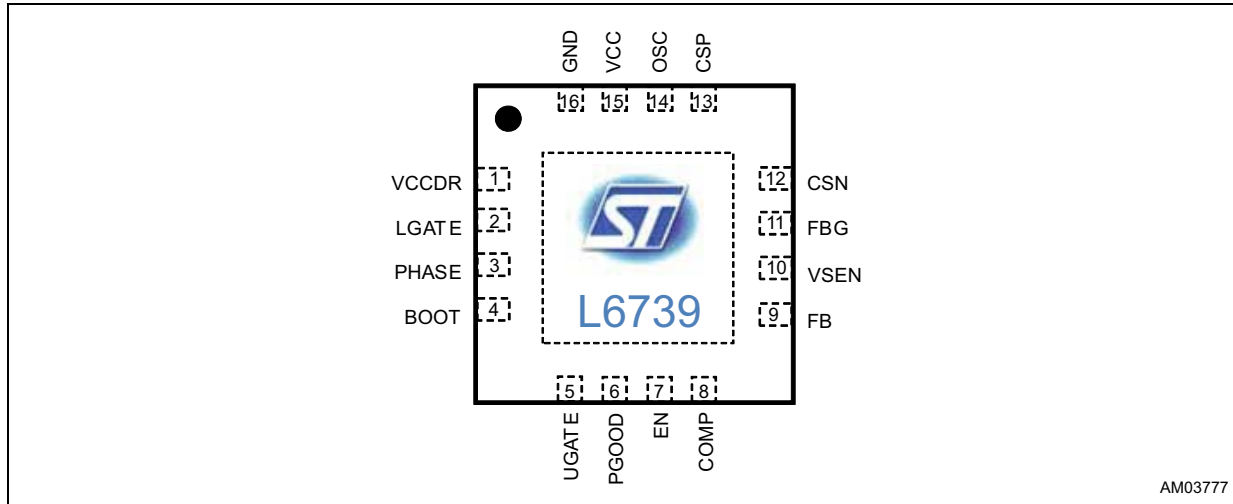 GND VCC OSC CSP
16 15 14 13
VCCDR 1
LGATE 2
PHASE 3
BOOT 4
ST
L6739
12 CSN
11 FBG
10 VSEN
9 FB
5 6 7 8
UGATE PGOOD EN COMP
AM03777